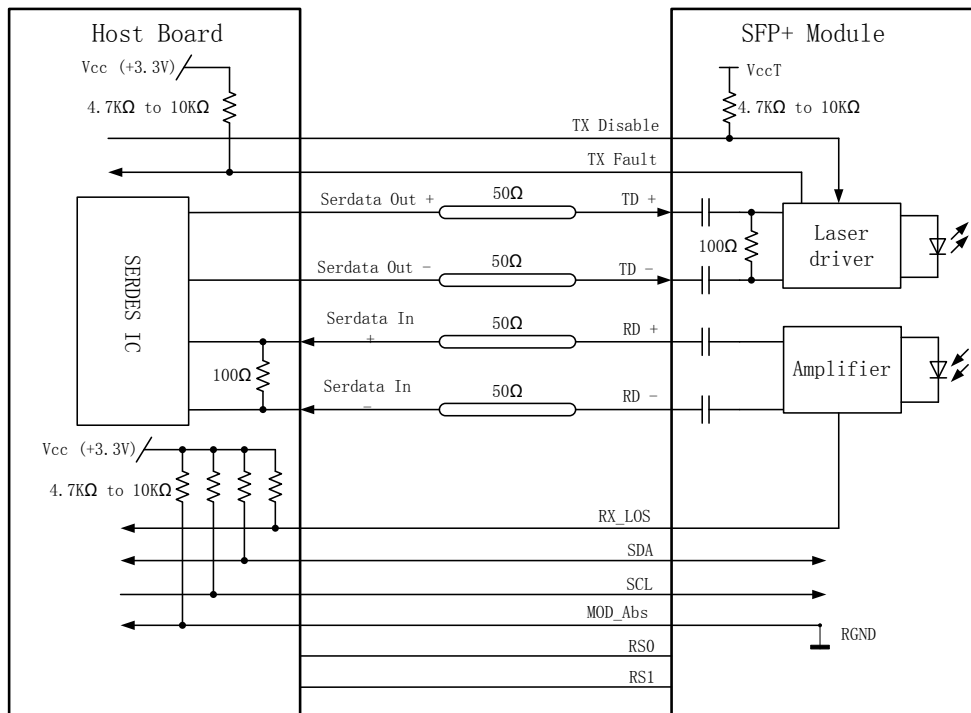 Host Board
SFP+ Module
Vcc (+3.3V)
VccT
4.7KΩ to 10KΩ
4.7KΩ to 10KΩ
TX Disable
TX Fault
Serdata Out +
50Ω
TD +
100Ω
Laser
driver
Serdata Out -
50Ω
TD -
SERDES IC
Serdata In
+
50Ω
RD +
100Ω
Amplifier
Serdata In
-
50Ω
RD -
Vcc (+3.3V)
4.7KΩ to 10KΩ
RX_LOS
SDA
SCL
MOD_Abs
RGND
RS0
RS1